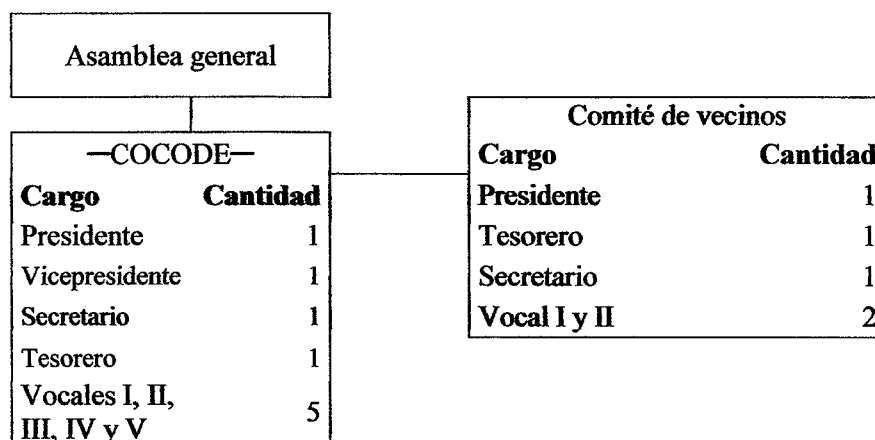 Asamblea general
—COCODE—
Cargo Cantidad
Presidente 1
Vicepresidente 1
Secretario 1
Tesorero 1
Vocales I, II,
III, IV y V 5
Comité de vecinos
Cargo Cantidad
Presidente 1
Tesorero 1
Secretario 1
Vocal I y II 2